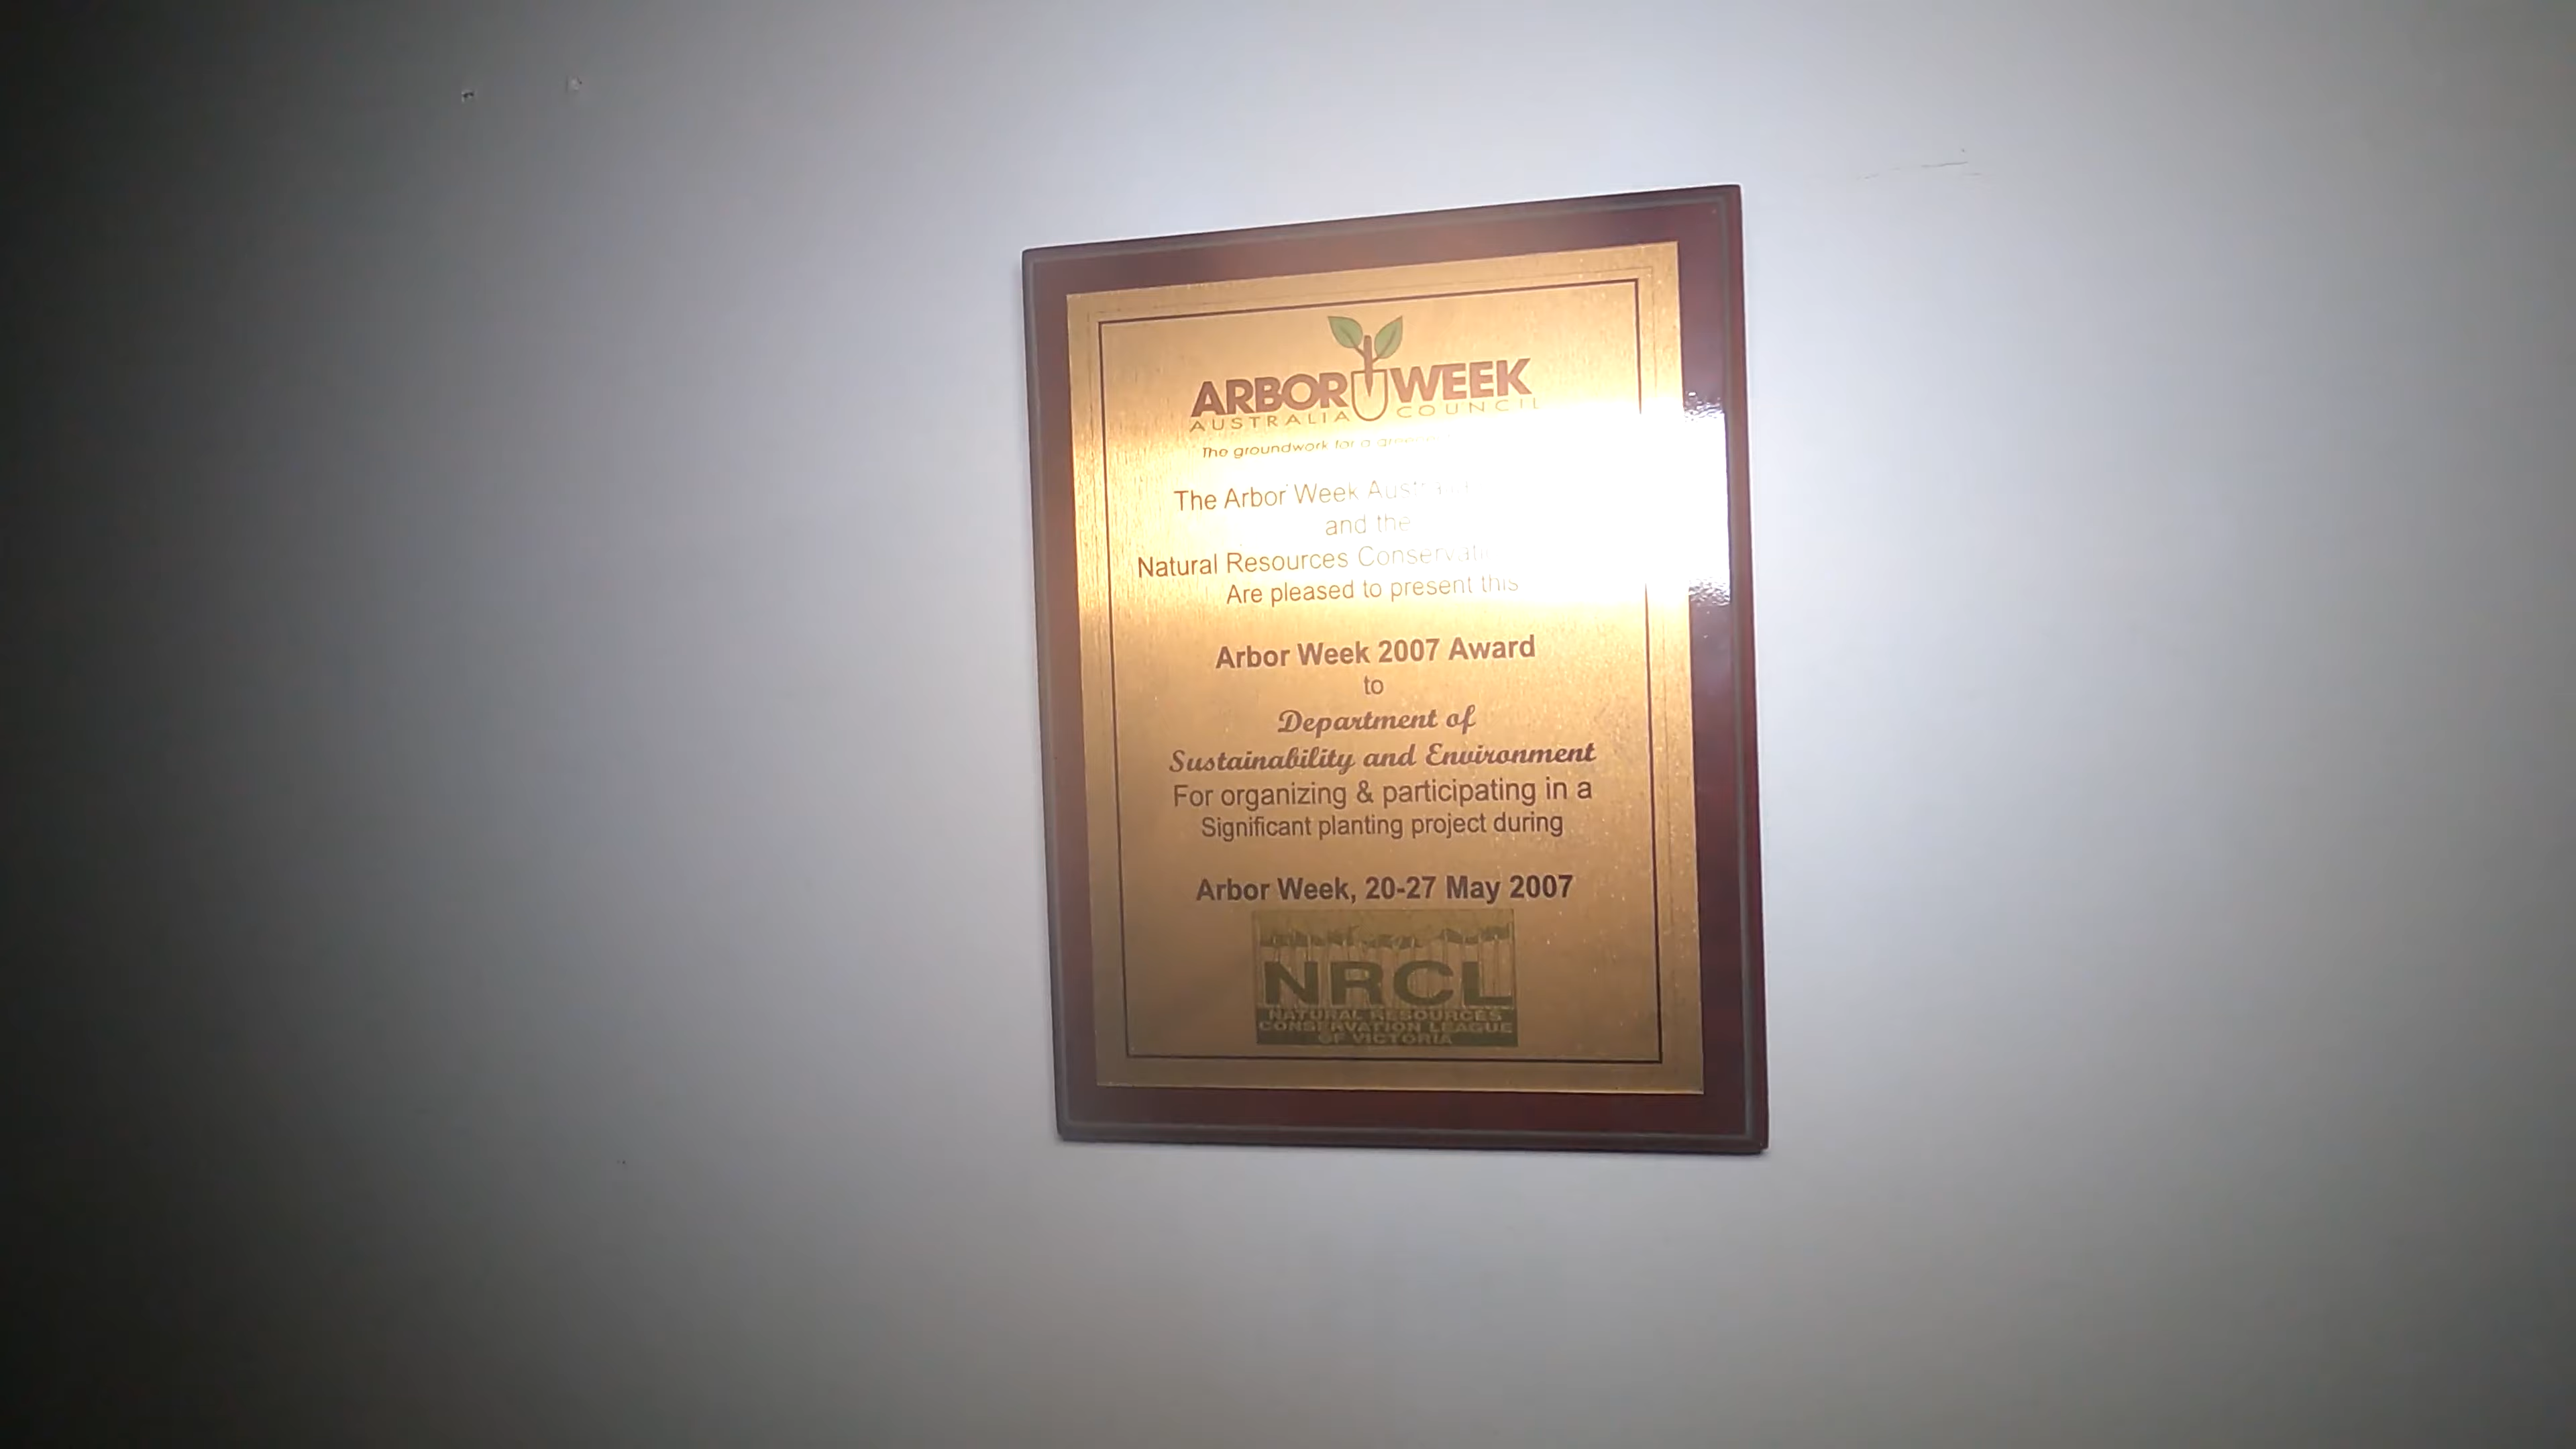 ARBOR WEEK
AUSTRALIA COUNCIL
The groundwork for a
The Arbor Week
and the
Natural Resources
Are pleased to present this
Arbor Week 2007 Award
to
Department of
Sustainability and Environment
For organizing & participating in a
Significant planting project during
Arbor Week, 20-27 May 2007
NRCL
NATURAL RESOURCES
CONSERVATION LEAGUE
OF VICTORIA